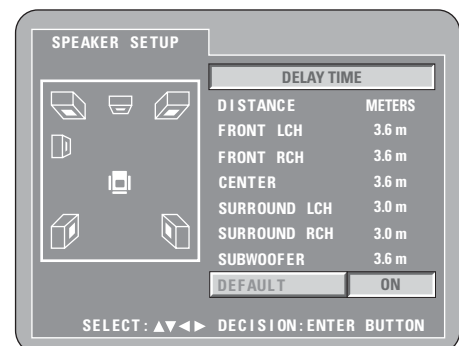 SPEAKER SETUP
DELAY TIME
DISTANCE METERS
FRONT LCH 3.6 m
FRONT RCH 3.6 m
CENTER 3.6 m
SURROUND LCH 3.0 m
SURROUND RCH 3.0 m
SUBWOOFER 3.6 m
DEFAULT ON
SELECT: ▲▼◀▶ DECISION: ENTER BUTTON